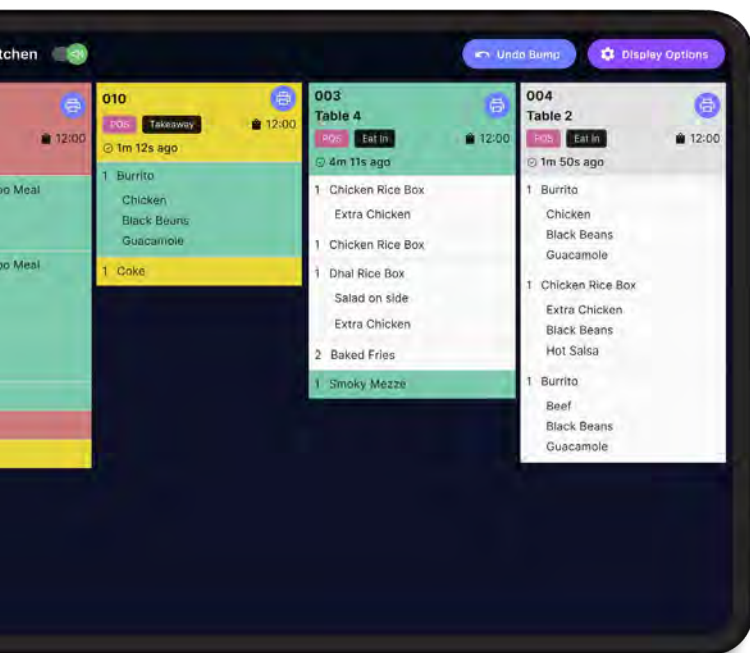 tchen
Undo Bump
Display Options
12:00
oo Meal
oo Meal
010
POS Takeaway 12:00
1m 12s ago
1 Burrito
Chicken
Black Beans
Guacamole
1 Coke
003
Table 4
POS Eat In 12:00
4m 11s ago
1 Chicken Rice Box
Extra Chicken
1 Chicken Rice Box
1 Dhal Rice Box
Salad on side
Extra Chicken
2 Baked Fries
1 Smoky Mezze
004
Table 2
POS Eat In 12:00
1m 50s ago
1 Burrito
Chicken
Black Beans
Guacamole
1 Chicken Rice Box
Extra Chicken
Black Beans
Hot Salsa
1 Burrito
Beef
Black Beans
Guacamole